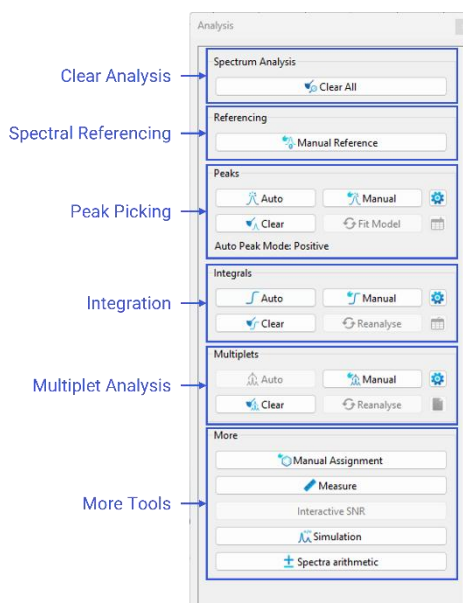 Analysis
Clear Analysis
Spectrum Analysis
Clear All
Spectral Referencing
Referencing
Manual Reference
Peak Picking
Peaks
Auto Manual
Clear Fit Model
Auto Peak Mode: Positive
Integration
Integrals
Auto Manual
Clear Reanalyse
Multiplet Analysis
Multiplets
Auto Manual
Clear Reanalyse
More Tools
More
Manual Assignment
Measure
Interactive SNR
Simulation
Spectra arithmetic